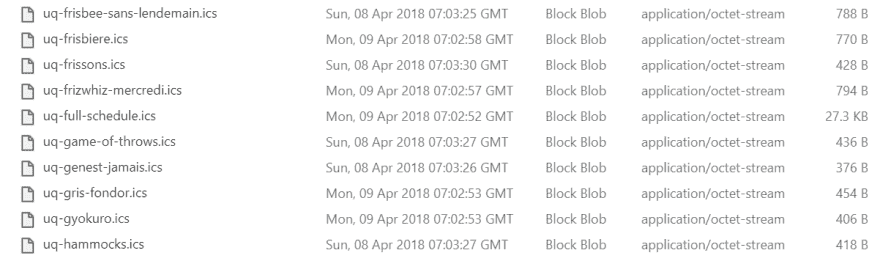 uq-frisbee-sans-lendemain.ics Sun, 08 Apr 2018 07:03:25 GMT Block Blob application/octet-stream 788 B
uq-frisbiere.ics Mon, 09 Apr 2018 07:02:58 GMT Block Blob application/octet-stream 770 B
uq-frissons.ics Sun, 08 Apr 2018 07:03:30 GMT Block Blob application/octet-stream 428 B
uq-frizwhiz-mercredi.ics Mon, 09 Apr 2018 07:02:57 GMT Block Blob application/octet-stream 794 B
uq-full-schedule.ics Mon, 09 Apr 2018 07:02:52 GMT Block Blob application/octet-stream 27.3 KB
uq-game-of-throws.ics Sun, 08 Apr 2018 07:03:27 GMT Block Blob application/octet-stream 436 B
uq-genest-jamais.ics Sun, 08 Apr 2018 07:03:26 GMT Block Blob application/octet-stream 376 B
uq-gris-fondor.ics Mon, 09 Apr 2018 07:02:53 GMT Block Blob application/octet-stream 454 B
uq-gyokuro.ics Mon, 09 Apr 2018 07:02:53 GMT Block Blob application/octet-stream 406 B
uq-hammocks.ics Sun, 08 Apr 2018 07:03:27 GMT Block Blob application/octet-stream 418 B